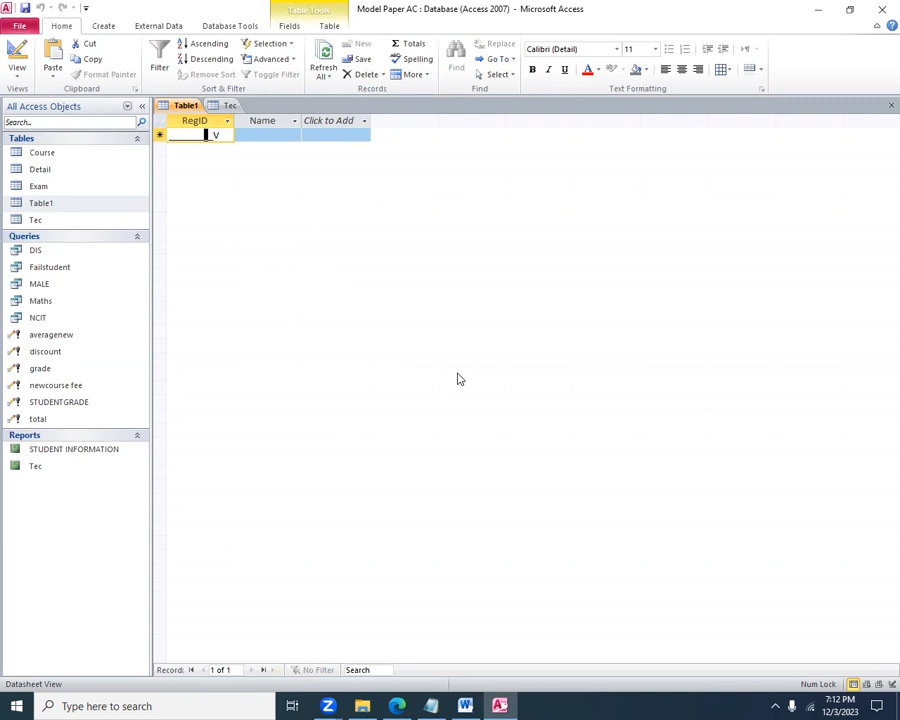 Table Tools
Model Paper AC : Database (Access 2007) - Microsoft Access
File
Home
Create
External Data
Database Tools
Fields
Table
View
Views
Paste
Cut
Copy
Format Painter
Clipboard
Filter
Ascending
Descending
Remove Sort
Selection
Advanced
Toggle Filter
Sort & Filter
Refresh
All
New
Save
Delete
Totals
Spelling
More
Records
Find
Replace
Go To
Select
Find
Calibri (Detail)
11
B I U
A
Text Formatting
All Access Objects
Search...
Tables
Course
Detail
Exam
Table1
Tec
Queries
DIS
Failstudent
MALE
Maths
NCIT
averagenew
discount
grade
newcourse fee
STUDENTGRADE
total
Reports
STUDENT INFORMATION
Tec
Table1
Tec
RegID
Name
Click to Add
V
Record:
1 of 1
No Filter
Search
Datasheet View
Num Lock
Type here to search
7:12 PM
12/3/2023